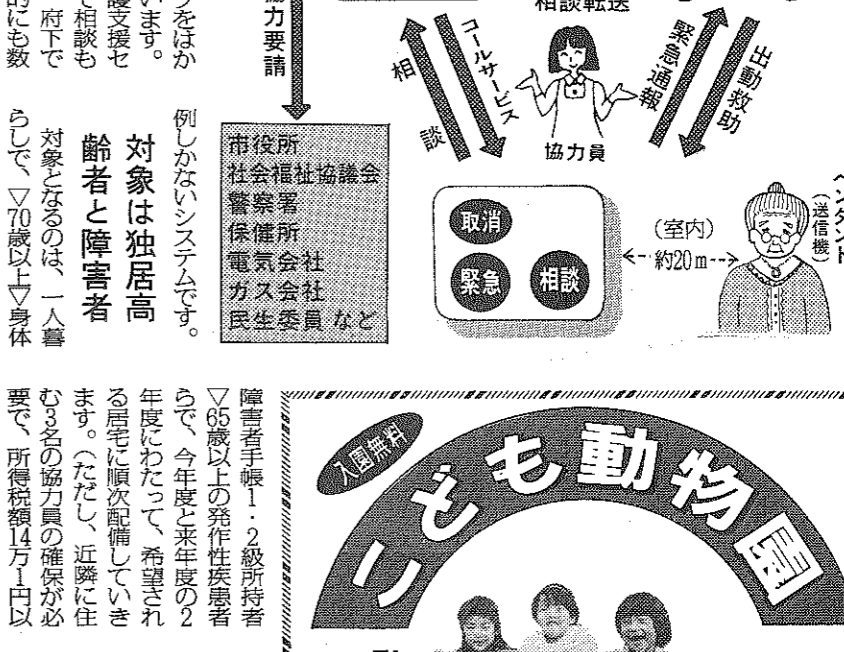 協力要請
相談転送
相談
コールサービス
緊急通報
出動救助
協力員
ペンダント
(送信機)
(室内)
約20m
取消
緊急
相談
市役所
社会福祉協議会
警察署
保健所
電気会社
ガス会社
民生委員 など
うをはか
います。
護支援セ
で相談も
府下で
的にも数
例しかないシステムです。
対象は独居高
齢者と障害者
対象となるのは、一人暮
らしで、▽70歳以上▽身体
障害者手帳1・2級所持者
▽65歳以上の発作性疾患者
らで、今年度と来年度の2
年度にわたって、希望され
る居宅に順次配備していき
ます。(ただし、近隣に住
む3名の協力員の確保が必
要で、所得税額14万1円以
入園無料
こども動物園